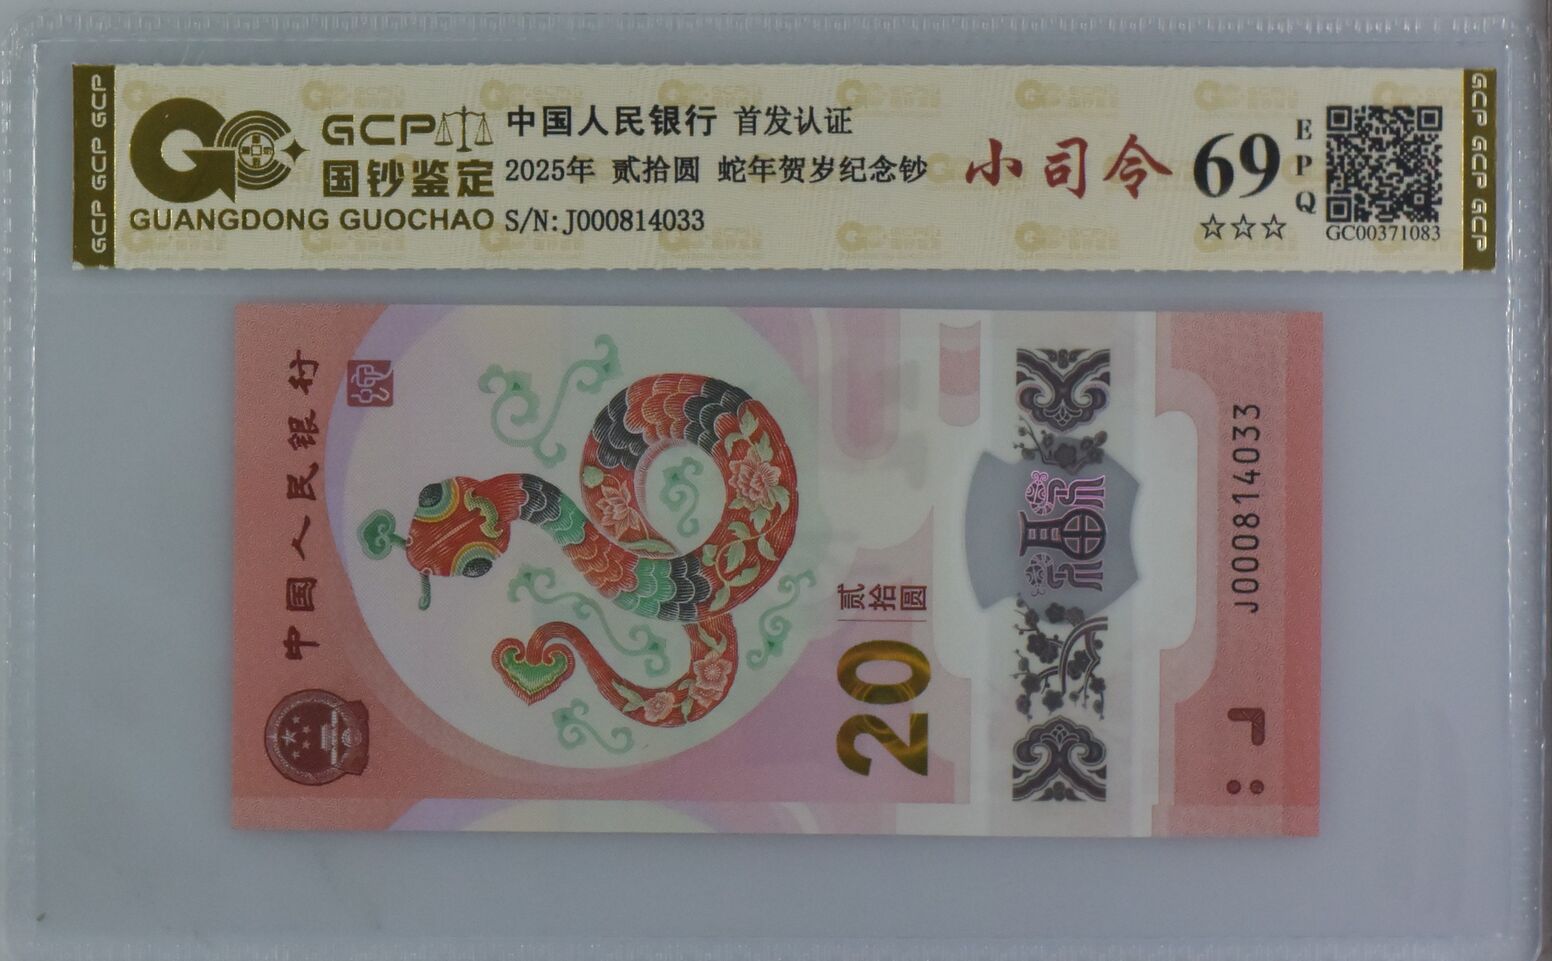 GCP GCP GCP
GCP
国钞鉴定
GUANGDONG GUOCHAO
中国人民银行 首发认证
2025年 贰拾圆 蛇年贺岁纪念钞
S/N: J000814033
小司令
69
EPQ
☆☆☆
GC00371083
GCP GCP GCP
中国人民银行
贰拾圆
20
福
J000814033